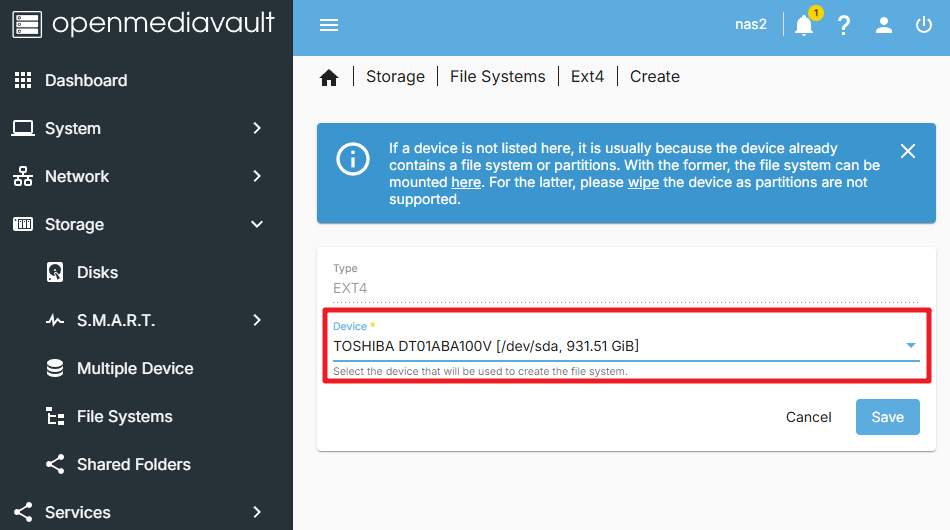 openmediavault
nas2
1
Dashboard
System
Network
Storage
Disks
S.M.A.R.T.
Multiple Device
File Systems
Shared Folders
Services
Storage | File Systems | Ext4 | Create
If a device is not listed here, it is usually because the device already
contains a file system or partitions. With the former, the file system can be
mounted here. For the latter, please wipe the device as partitions are not
supported.
Type
EXT4
Device *
TOSHIBA DT01ABA100V [/dev/sda, 931.51 GiB]
Select the device that will be used to create the file system.
Cancel
Save